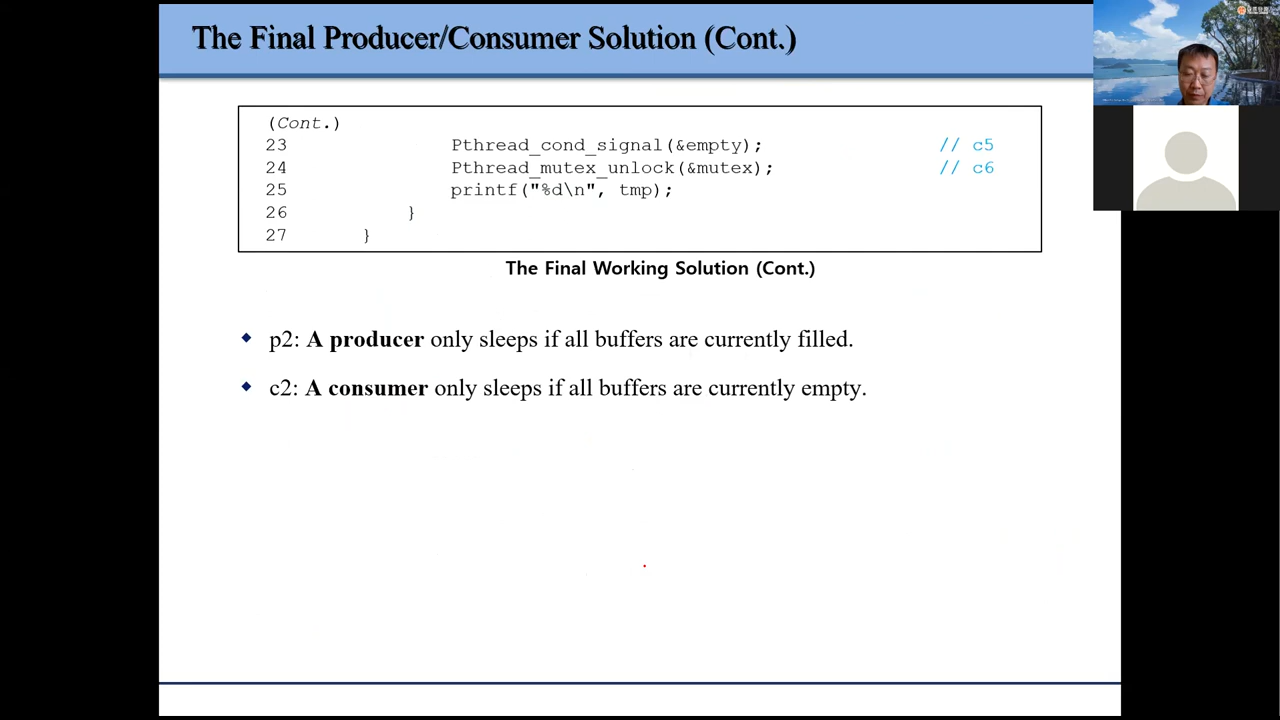 The Final Producer/Consumer Solution (Cont.)
(Cont.)
23 Pthread_cond_signal(&empty); // c5
24 Pthread_mutex_unlock(&mutex); // c6
25 printf("%d\n", tmp);
26 }
27 }
The Final Working Solution (Cont.)
p2: A producer only sleeps if all buffers are currently filled.
c2: A consumer only sleeps if all buffers are currently empty.